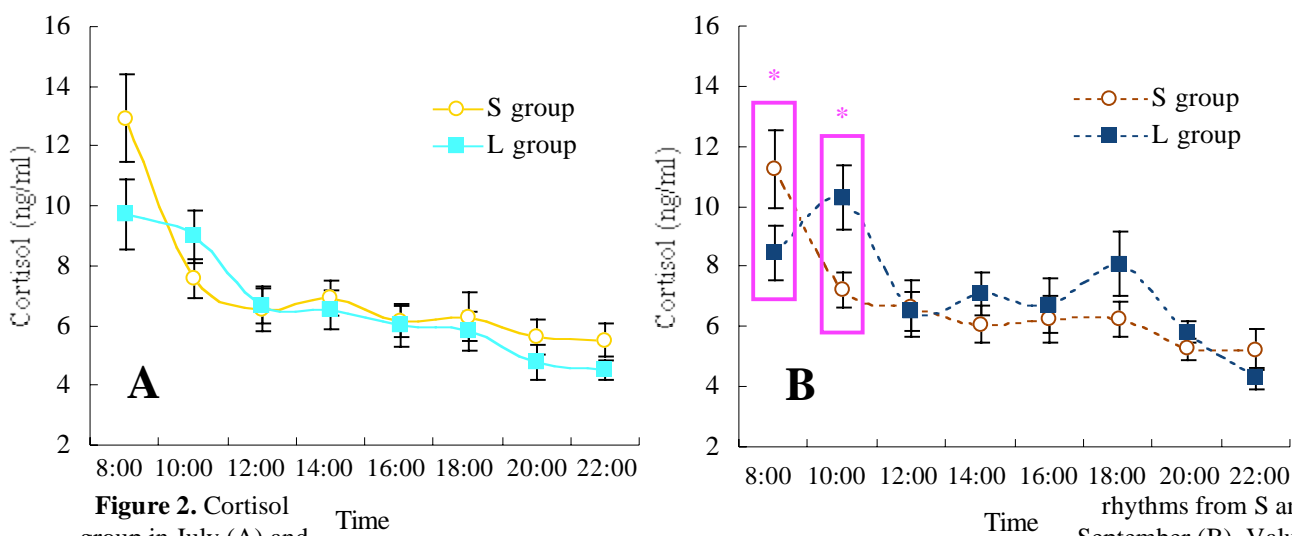 16
14
12
10
8
6
4
2
Cortisol (ng/ml)
S group
L group
A
8:00 10:00 12:00 14:00 16:00 18:00 20:00 22:00
Time
Figure 2. Cortisol
group in July (A) and
16
14
12
10
8
6
4
2
Cortisol (ng/ml)
*
*
S group
L group
B
8:00 10:00 12:00 14:00 16:00 18:00 20:00 22:00
Time
rhythms from S
September (B).